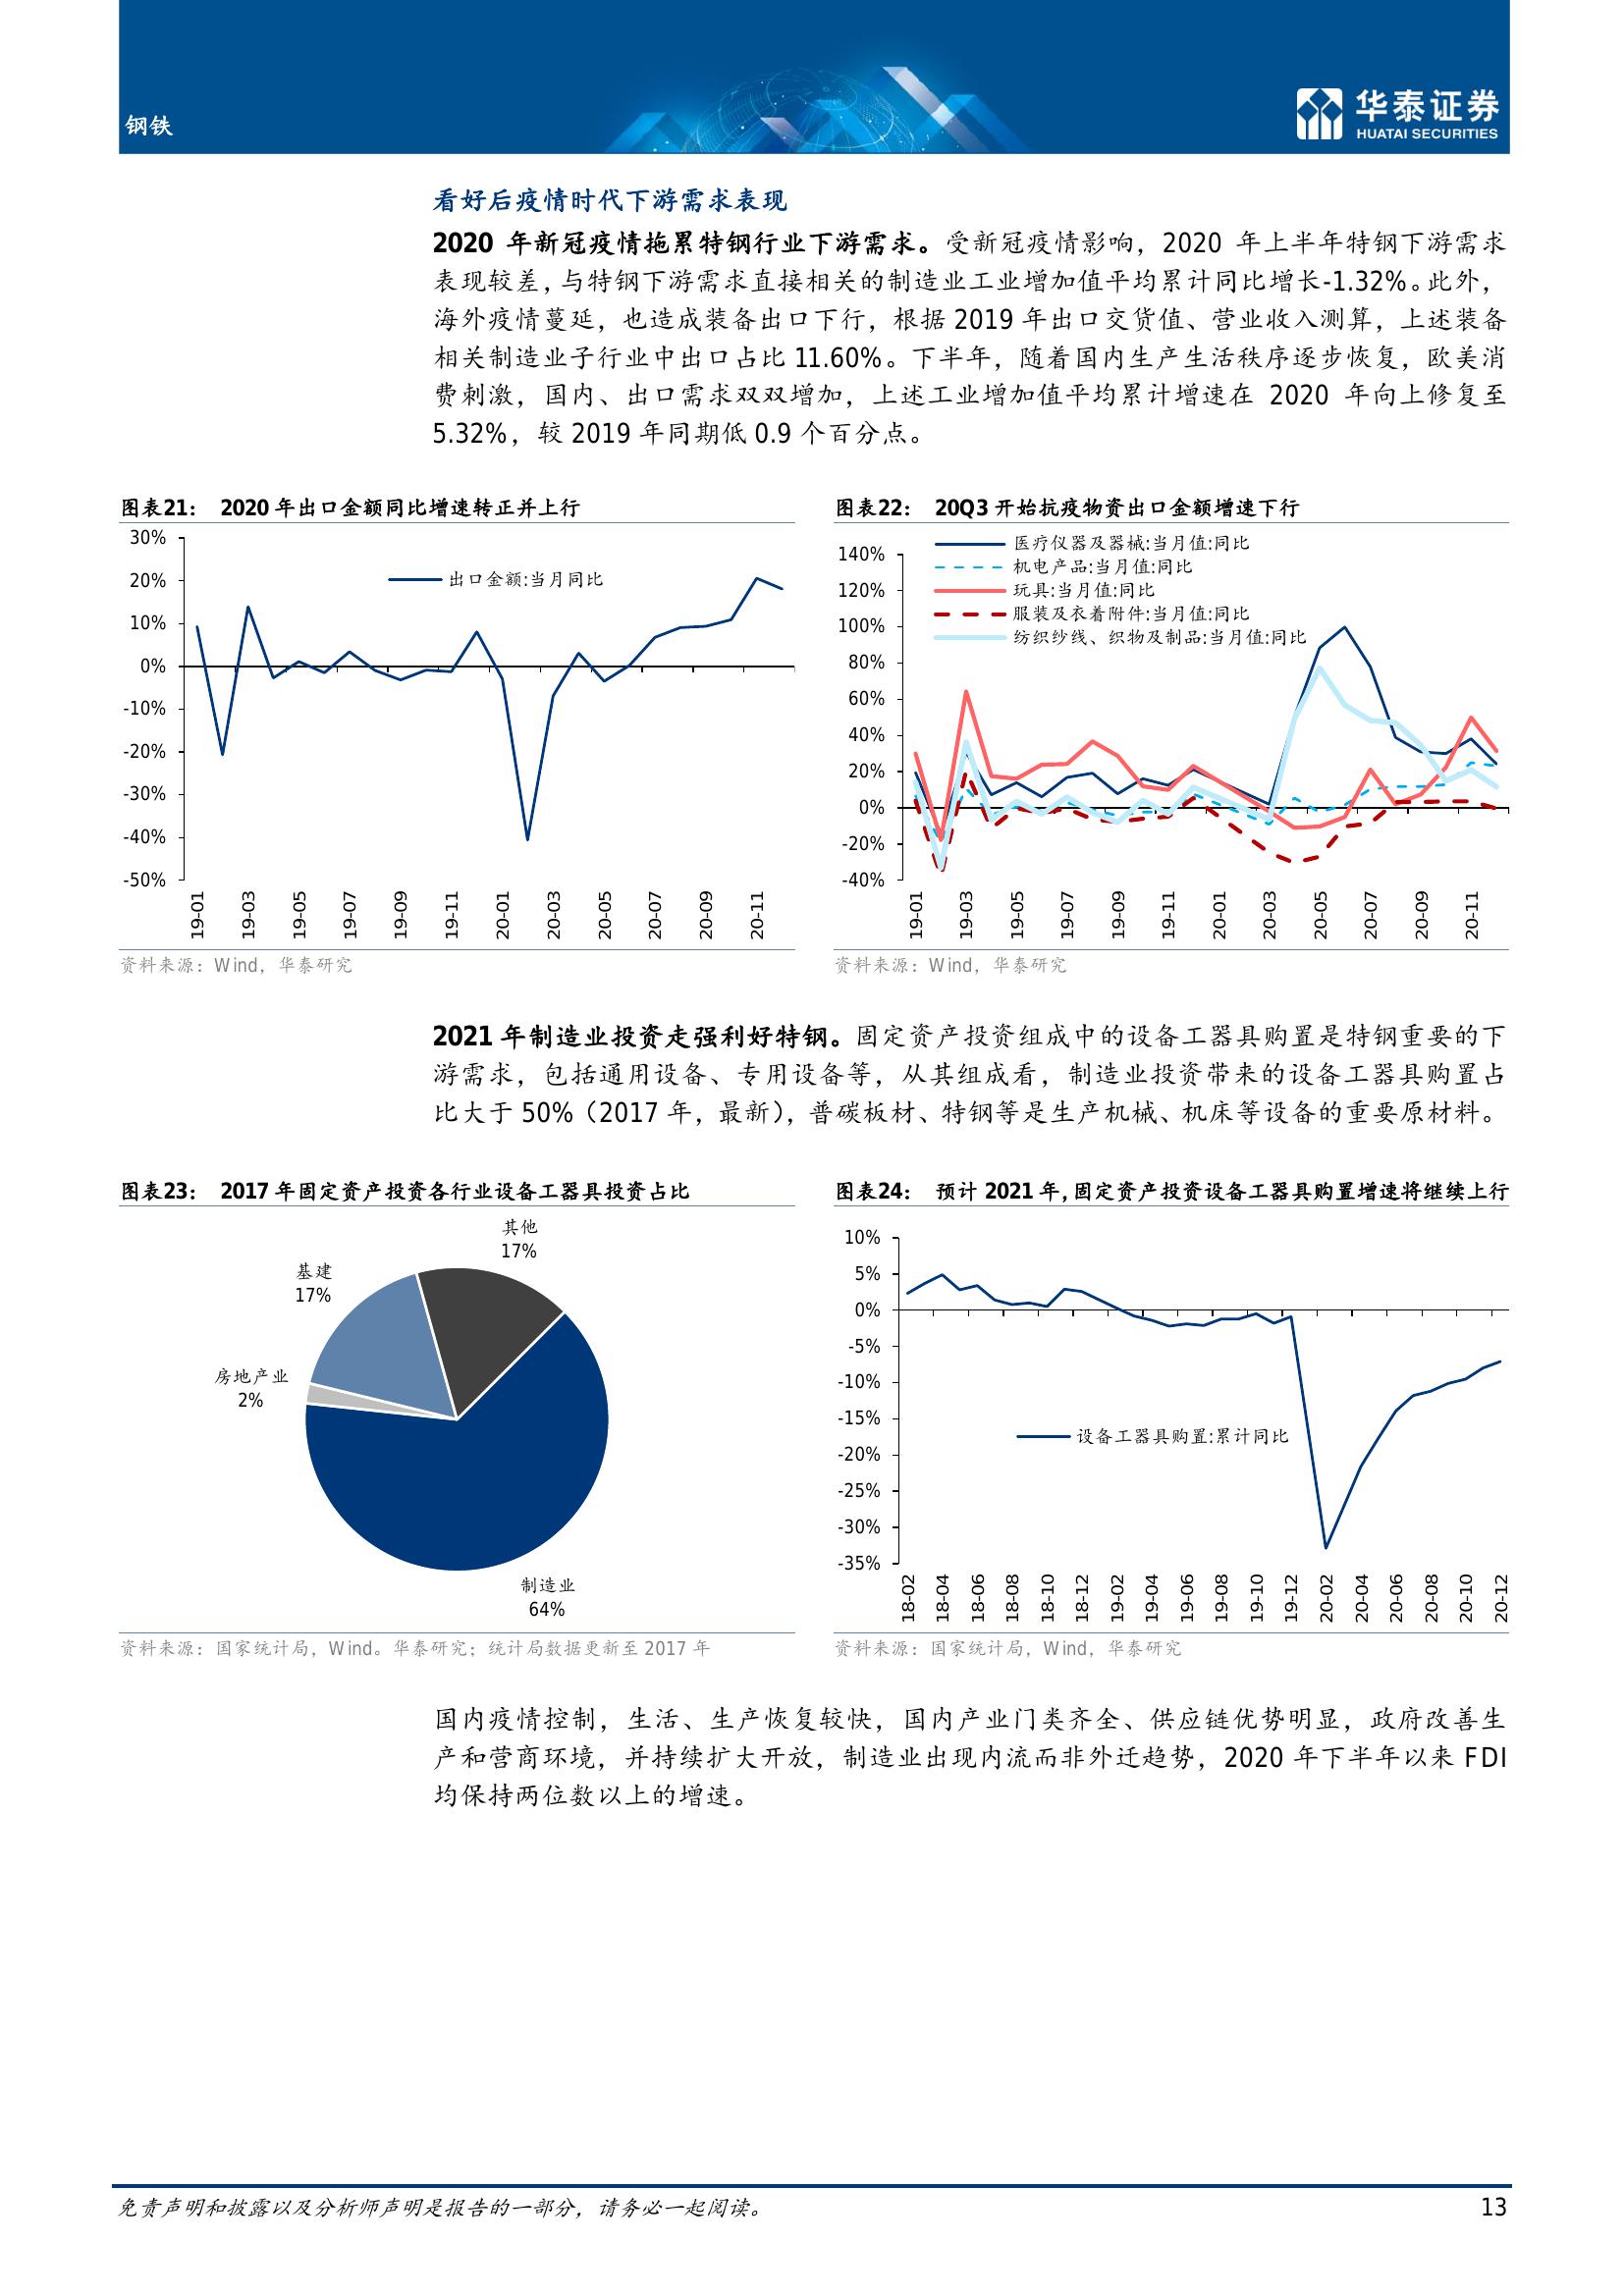 钢铁
华泰证券
HUATAI SECURITIES
看好后疫情时代下游需求表现
2020 年新冠疫情拖累特钢行业下游需求。受新冠疫情影响，2020 年上半年特钢下游需求
表现较差，与特钢下游需求直接相关的制造业工业增加值平均累计同比增长-1.32%。此外，
海外疫情蔓延，也造成装备出口下行，根据 2019 年出口交货值、营业收入测算，上述装备
相关制造业子行业中出口占比 11.60%。下半年，随着国内生产生活秩序逐步恢复，欧美消
费刺激，国内、出口需求双双增加，上述工业增加值平均累计增速在 2020 年向上修复至
5.32%，较 2019 年同期低 0.9 个百分点。
图表21： 2020 年出口金额同比增速转正并上行
30%
20%
10%
0%
-10%
-20%
-30%
-40%
-50%
出口金额:当月同比
19-01
19-03
19-05
19-07
19-09
19-11
20-01
20-03
20-05
20-07
20-09
20-11
资料来源：Wind，华泰研究
图表22： 20Q3 开始抗疫物资出口金额增速下行
医疗仪器及器械:当月值:同比
机电产品:当月值:同比
玩具:当月值:同比
服装及衣着附件:当月值:同比
纺织纱线、织物及制品:当月值:同比
140%
120%
100%
80%
60%
40%
20%
0%
-20%
-40%
19-01
19-03
19-05
19-07
19-09
19-11
20-01
20-03
20-05
20-07
20-09
20-11
资料来源：Wind，华泰研究
2021 年制造业投资走强利好特钢。固定资产投资组成中的设备工器具购置是特钢重要的下
游需求，包括通用设备、专用设备等，从其组成看，制造业投资带来的设备工器具购置占
比大于 50%（2017 年，最新），普碳板材、特钢等是生产机械、机床等设备的重要原材料。
图表23： 2017 年固定资产投资各行业设备工器具投资占比
其他
17%
基建
17%
房地产业
2%
制造业
64%
资料来源：国家统计局，Wind。华泰研究；统计局数据更新至 2017 年
图表24： 预计 2021 年，固定资产投资设备工器具购置增速将继续上行
10%
5%
0%
-5%
-10%
-15%
-20%
-25%
-30%
-35%
设备工器具购置:累计同比
18-02
18-04
18-06
18-08
18-10
18-12
19-02
19-04
19-06
19-08
19-10
19-12
20-02
20-04
20-06
20-08
20-10
20-12
资料来源：国家统计局，Wind，华泰研究
国内疫情控制，生活、生产恢复较快，国内产业门类齐全、供应链优势明显，政府改善生
产和营商环境，并持续扩大开放，制造业出现内流而非外迁趋势，2020 年下半年以来 FDI
均保持两位数以上的增速。
免责声明和披露以及分析师声明是报告的一部分，请务必一起阅读。
13